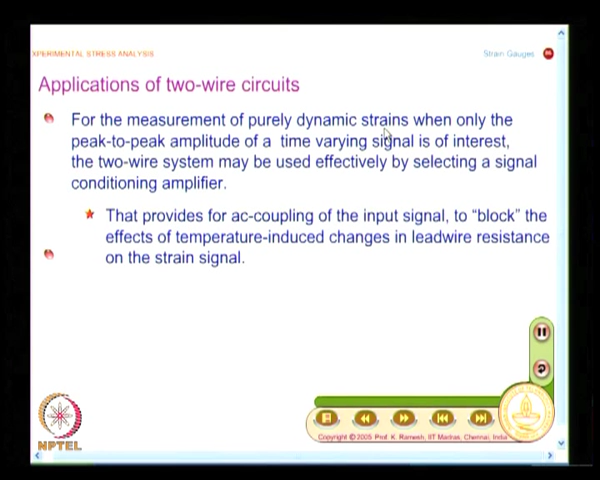 XPERIMENTAL STRESS ANALYSIS
Strain Gauges
Applications of two-wire circuits
For the measurement of purely dynamic strains when only the
peak-to-peak amplitude of a time varying signal is of interest,
the two-wire system may be used effectively by selecting a signal
conditioning amplifier.
That provides for ac-coupling of the input signal, to “block” the
effects of temperature-induced changes in leadwire resistance
on the strain signal.
NPTEL
Copyright © 2005 Prof. K. Ramesh, IIT Madras, Chennai, India